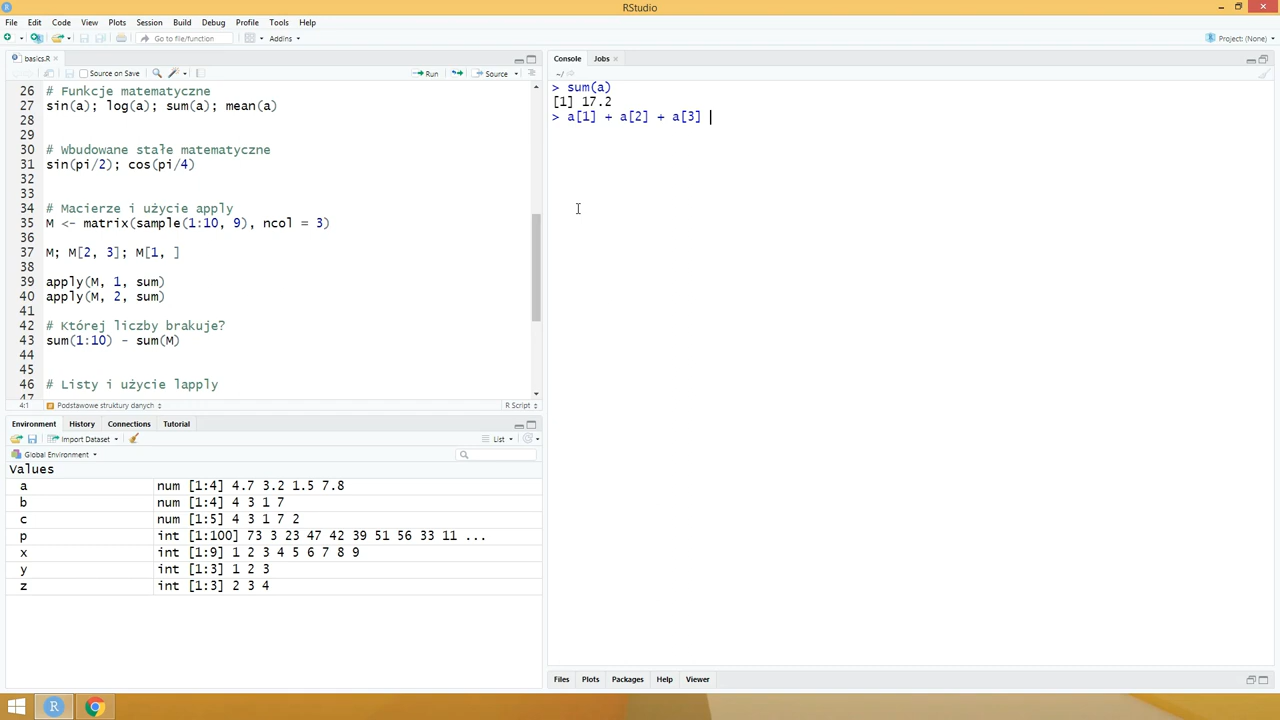 RStudio
File Edit Code View Plots Session Build Debug Profile Tools Help
Go to file/function Addins Project: (None)
basics.R
Source on Save Run Source
26 # Funkcje matematyczne
27 sin(a); log(a); sum(a); mean(a)
28
29
30 # Wbudowane stałe matematyczne
31 sin(pi/2); cos(pi/4)
32
33
34 # Macierze i użycie apply
35 M <- matrix(sample(1:10, 9), ncol = 3)
36
37 M; M[2, 3]; M[1, ]
38
39 apply(M, 1, sum)
40 apply(M, 2, sum)
41
42 # Której liczby brakuje?
43 sum(1:10) - sum(M)
44
45
46 # Listy i użycie lapply
47
4:1 Podstawowe struktury danych R Script
Environment History Connections Tutorial
Import Dataset List
Global Environment
Values
a num [1:4] 4.7 3.2 1.5 7.8
b num [1:4] 4 3 1 7
c num [1:5] 4 3 1 7 2
p int [1:100] 73 3 23 47 42 39 51 56 33 11 ...
x int [1:9] 1 2 3 4 5 6 7 8 9
y int [1:3] 1 2 3
z int [1:3] 2 3 4
Console Jobs
~/
> sum(a)
[1] 17.2
> a[1] + a[2] + a[3]
Files Plots Packages Help Viewer